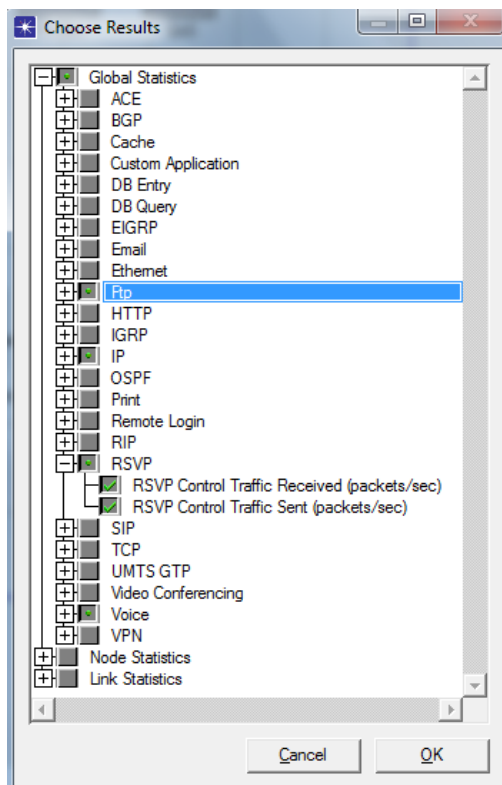 Choose Results
Global Statistics
ACE
BGP
Cache
Custom Application
DB Entry
DB Query
EIGRP
Email
Ethernet
Ftp
HTTP
IGRP
IP
OSPF
Print
Remote Login
RIP
RSVP
RSVP Control Traffic Received (packets/sec)
RSVP Control Traffic Sent (packets/sec)
SIP
TCP
UMTS GTP
Video Conferencing
Voice
VPN
Node Statistics
Link Statistics
Cancel OK